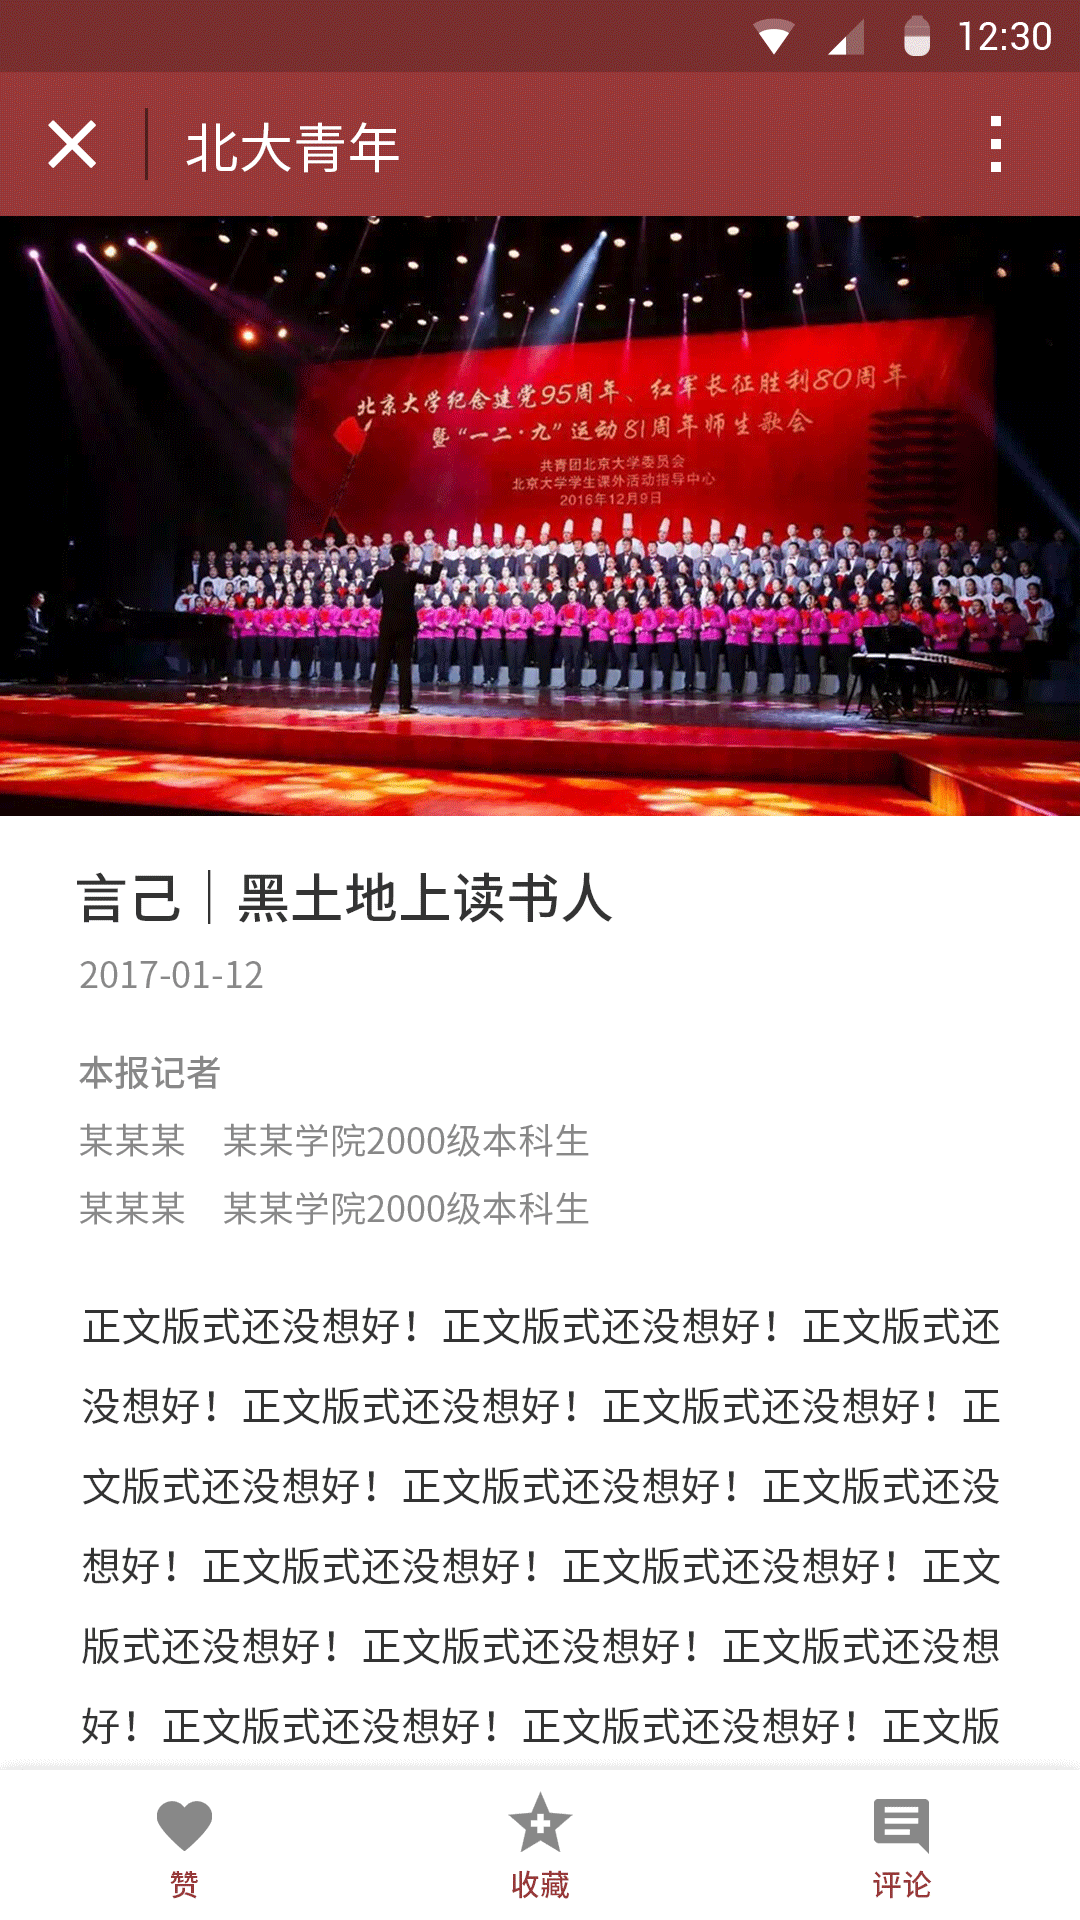 12:30
北大青年
北京大学纪念建党95周年、红军长征胜利80周年
暨“一二·九”运动81周年师生歌会
共青团北京大学委员会
北京大学学生课外活动指导中心
2016年12月9日
言己｜黑土地上读书人
2017-01-12
本报记者
某某某　某某学院2000级本科生
某某某　某某学院2000级本科生
正文版式还没想好！正文版式还没想好！正文版式还
没想好！正文版式还没想好！正文版式还没想好！正
文版式还没想好！正文版式还没想好！正文版式还没
想好！正文版式还没想好！正文版式还没想好！正文
版式还没想好！正文版式还没想好！正文版式还没想
好！正文版式还没想好！正文版式还没想好！正文版
赞
收藏
评论